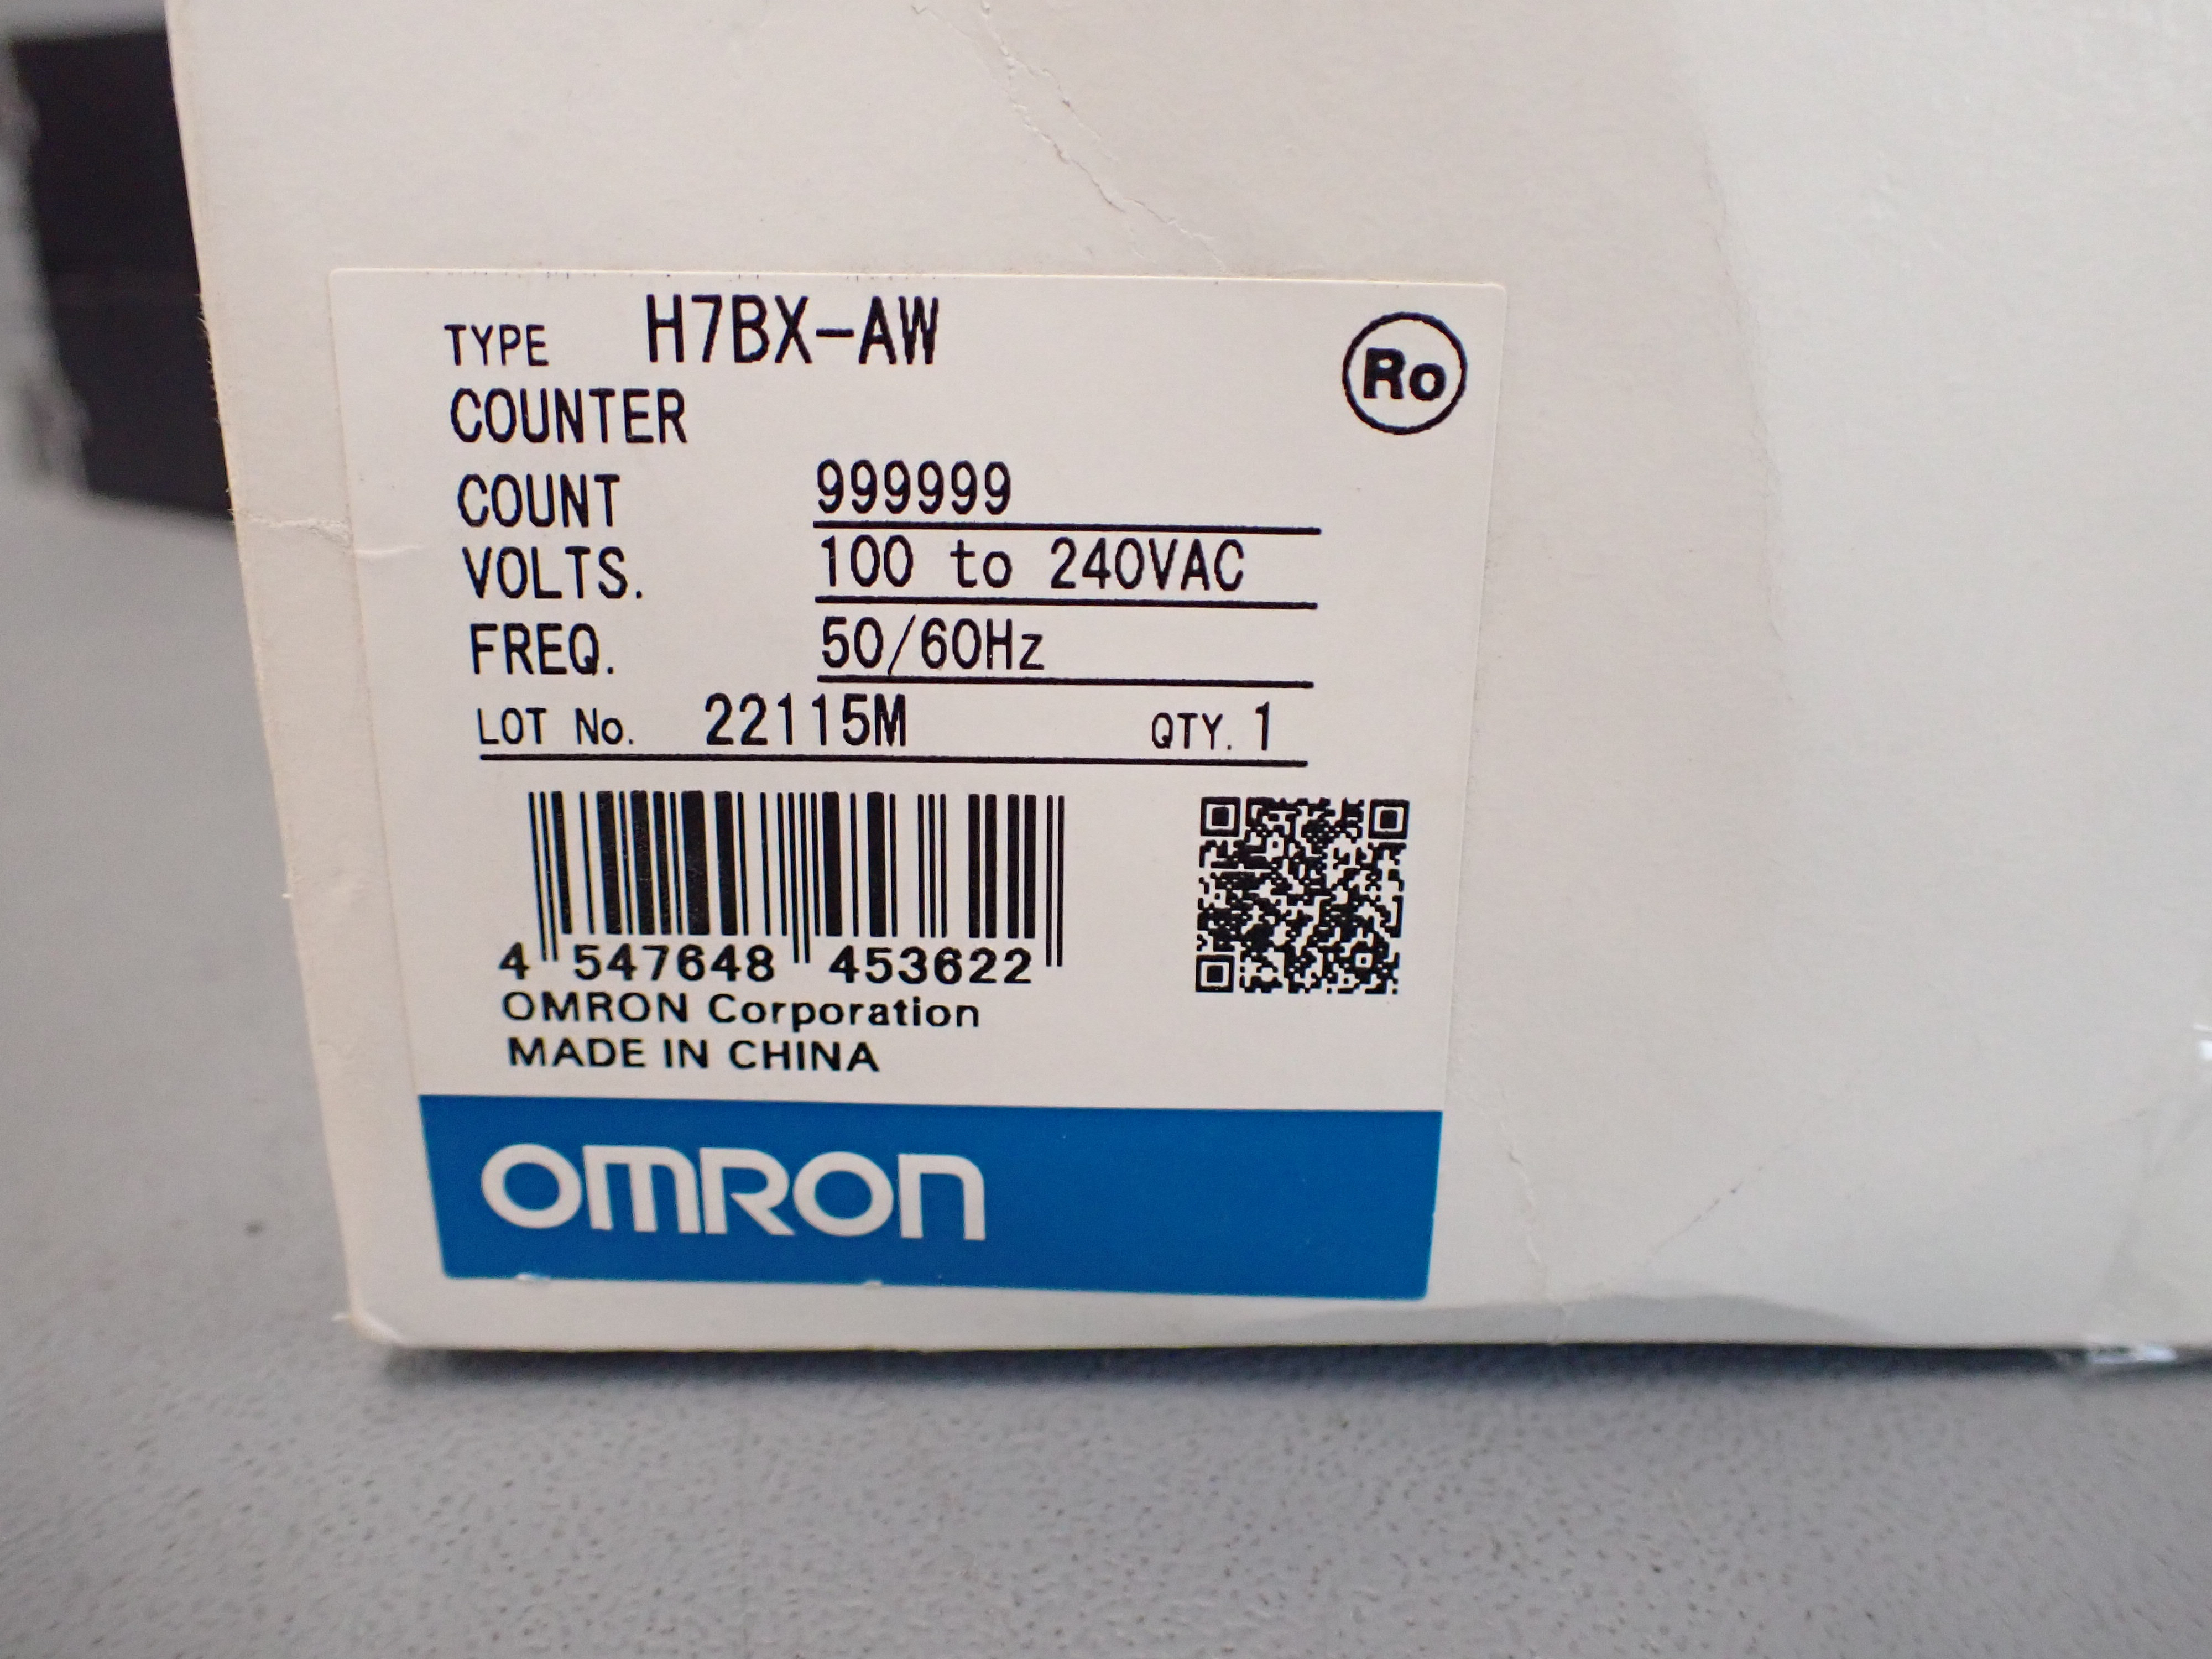 TYPE H7BX-AW
Ro
COUNTER
COUNT 999999
VOLTS. 100 to 240VAC
FREQ. 50/60Hz
LOT No. 22115M QTY. 1
4 547648 453622
OMRON Corporation
MADE IN CHINA
OMRON